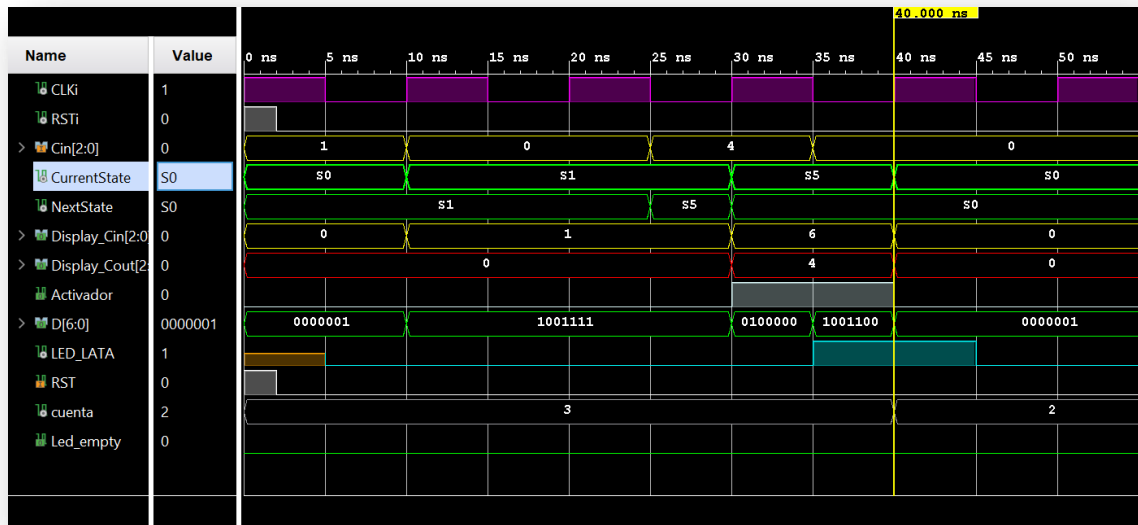 40.000 ns
Name Value 0 ns 5 ns 10 ns 15 ns 20 ns 25 ns 30 ns 35 ns 40 ns 45 ns 50 ns
CLKi 1
RSTi 0
Cin[2:0] 0 1 0 4 0
CurrentState S0 S0 S1 S5 S0
NextState S0 S1 S5 S0
Display_Cin[2:0 0 0 1 6 0
Display_Cout[2: 0 0 4 0
Activador 0
D[6:0] 0000001 0000001 1001111 0100000 1001100 0000001
LED_LATA 1
RST 0
cuenta 2 3 2
Led_empty 0